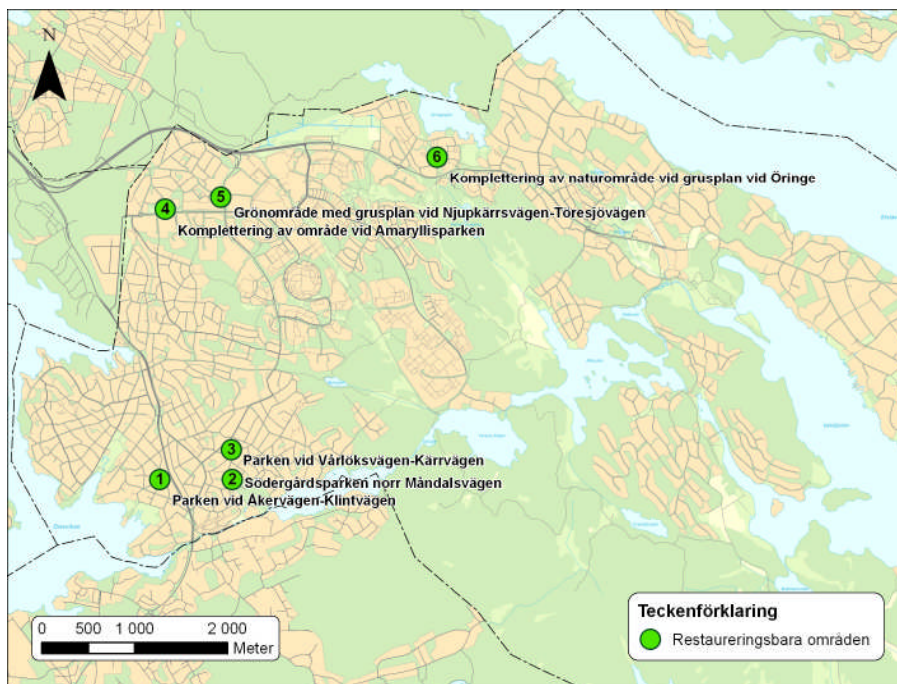 N
6
Komplettering av naturområde vid grusplan vid Öringe
5
4
Grönområde med grusplan vid Njupkärrsvägen-Töresjövägen
Komplettering av område vid Amaryllisparken
3
Parken vid Vårlöksvägen-Kärrvägen
1
2
Södergårdsparken norr Måndalsvägen
Parken vid Åkervägen-Klintvägen
0 500 1 000 2 000
Meter
Teckenförklaring
Restaureringsbara områden